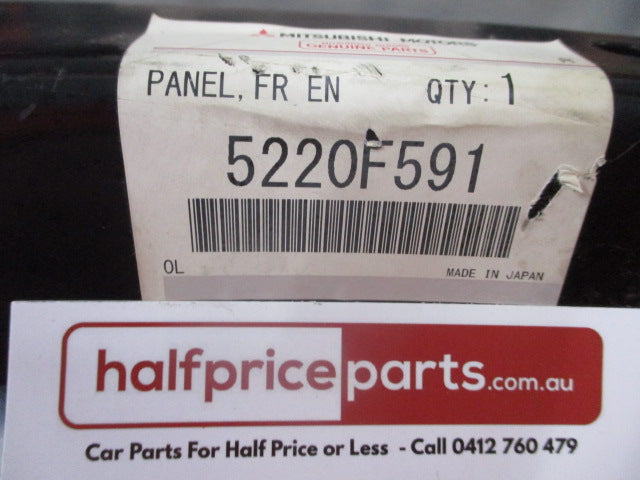 MITSUBISHI MOTORS
GENUINE PARTS
PANEL, FR EN QTY: 1
5220F591
OL
MADE IN JAPAN
halfpriceparts.com.au
Car Parts For Half Price or Less - Call 0412 760 479